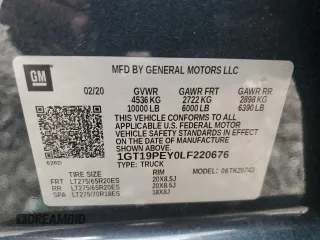 GM
MFD BY GENERAL MOTORS LLC
02/20 GVWR GAWR FRT GAWR RR
4536 KG 2722 KG 2898 KG
10000 LB 6000 LB 6390 LB
THIS VEHICLE CONFORMS TO ALL APPLICABLE
U.S. FEDERAL MOTOR VEHICLE SAFETY STANDARDS
IN EFFECT ON THE DATE OF MANUFACTURE
SHOWN ABOVE.
1GT19PEY0LF220676
TYPE: TRUCK
TIRE SIZE RIM
FRT LT275/65R20ES 20X8.5J
RR LT275/65R20ES 20X8.5J
SPA LT275/70R18ES 18X8J
DREAMBID